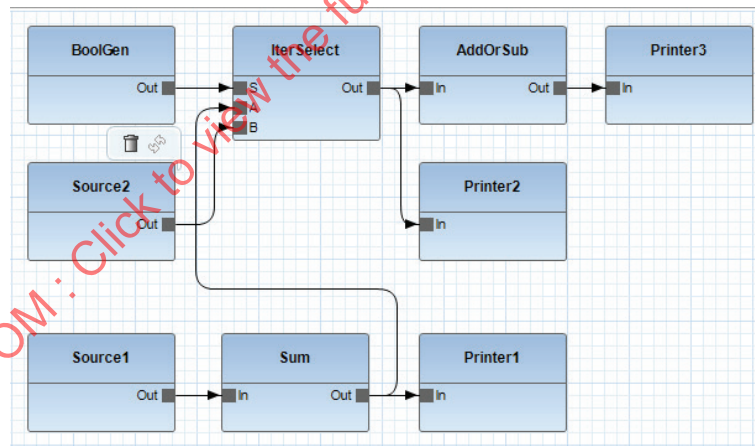 BoolGen
Out
IterSelect
S
A
B
Out
AddOrSub
In
Out
Printer3
In
Source2
Out
Printer2
In
Source1
Out
Sum
In
Out
Printer1
In
OM : Click to view the fu